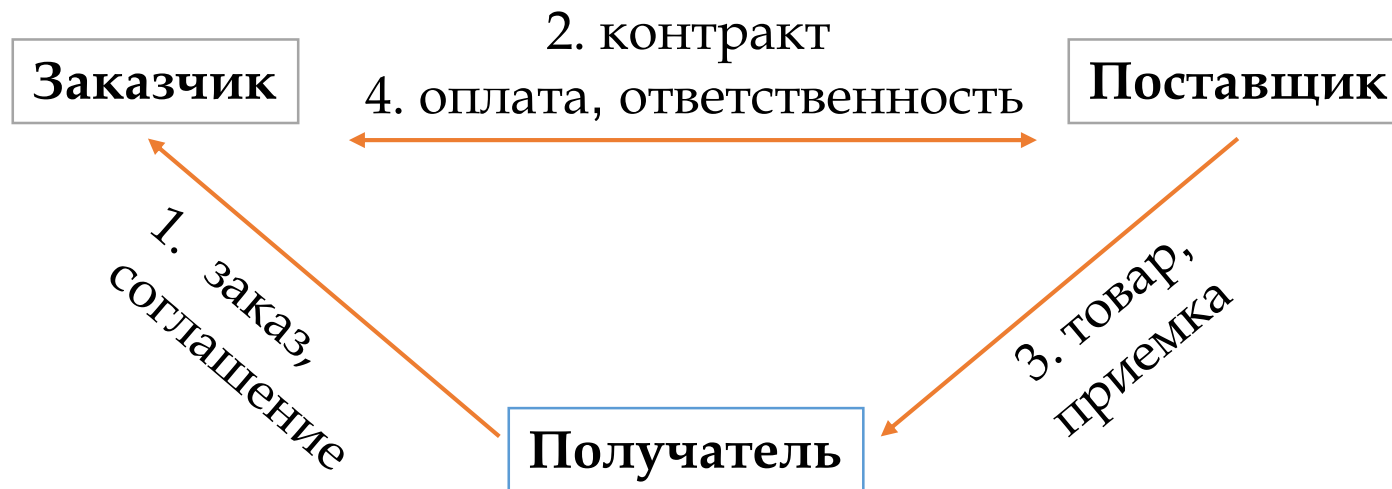 2. контракт
Заказчик
4. оплата, ответственность
Поставщик
1. заказ,
соглашение
3. товар,
приемка
Получатель